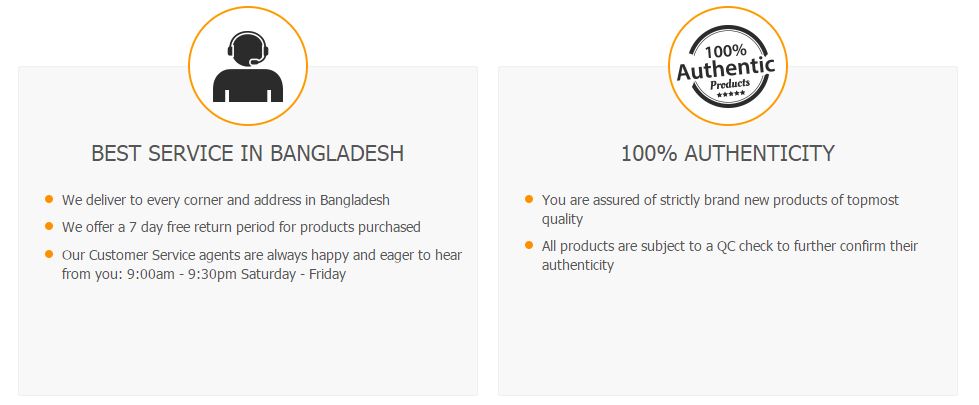 BEST SERVICE IN BANGLADESH
We deliver to every corner and address in Bangladesh
We offer a 7 day free return period for products purchased
Our Customer Service agents are always happy and eager to hear
from you: 9:00am - 9:30pm Saturday - Friday
100%
Authentic
Products
100% AUTHENTICITY
You are assured of strictly brand new products of topmost
quality
All products are subject to a QC check to further confirm their
authenticity